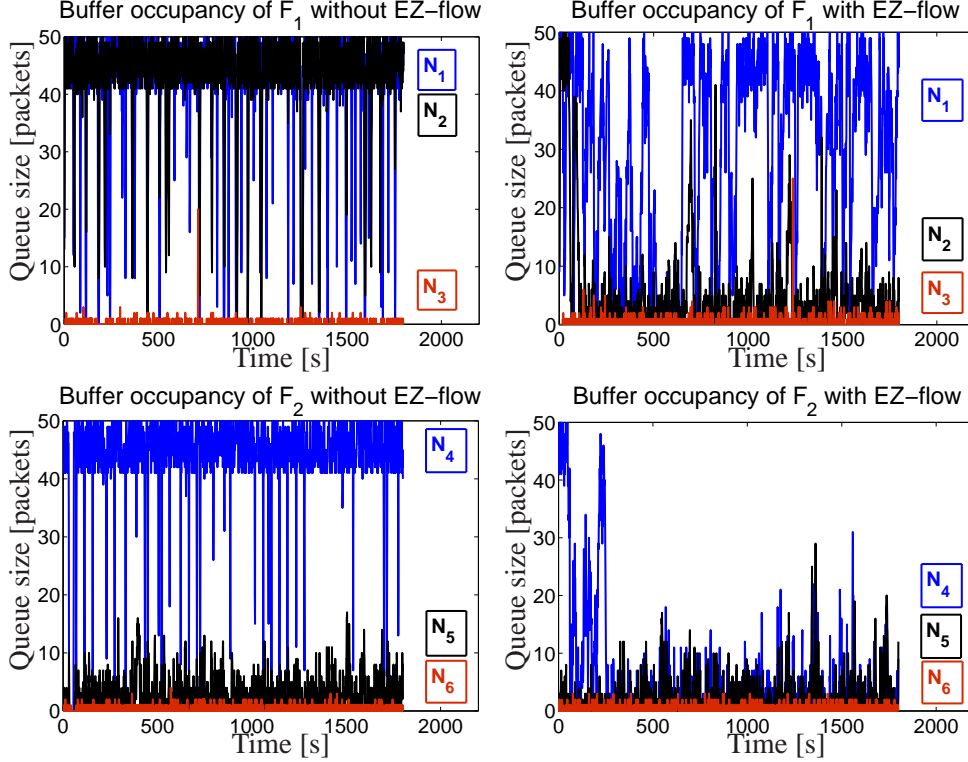 Buffer occupancy of F1 without EZ−flow
Queue size [packets]
50
40
30
20
10
0
N1
N2
N3
0 500 1000 1500 2000
Time [s]
Buffer occupancy of F1 with EZ−flow
Queue size [packets]
50
40
30
20
10
0
N1
N2
N3
0 500 1000 1500 2000
Time [s]
Buffer occupancy of F2 without EZ−flow
Queue size [packets]
50
40
30
20
10
0
N4
N5
N6
0 500 1000 1500 2000
Time [s]
Buffer occupancy of F2 with EZ−flow
Queue size [packets]
50
40
30
20
10
0
N4
N5
N6
0 500 1000 1500 2000
Time [s]